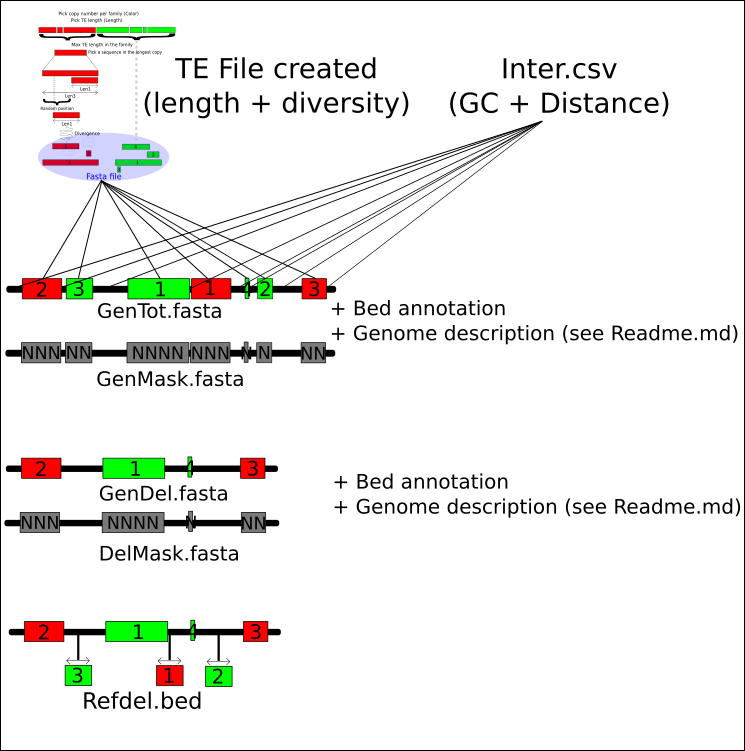 Pick copy number per family (Color)
Pick TE length (Length)
Max TE length in the family
Pick a sequence in the longest copy
Len1
Len3
Random position
Len1
Divergence
Fasta file
TE File created
(length + diversity)
Inter.csv
(GC + Distance)
2 3 1 1 4 2 3
GenTot.fasta
+ Bed annotation
+ Genome description (see Readme.md)
NNN NN NNNN NNN N N NN
GenMask.fasta
2 1 4 3
GenDel.fasta
+ Bed annotation
+ Genome description (see Readme.md)
NNN NNNN N NN
DelMask.fasta
2 1 4 3
3 1 2
Refdel.bed